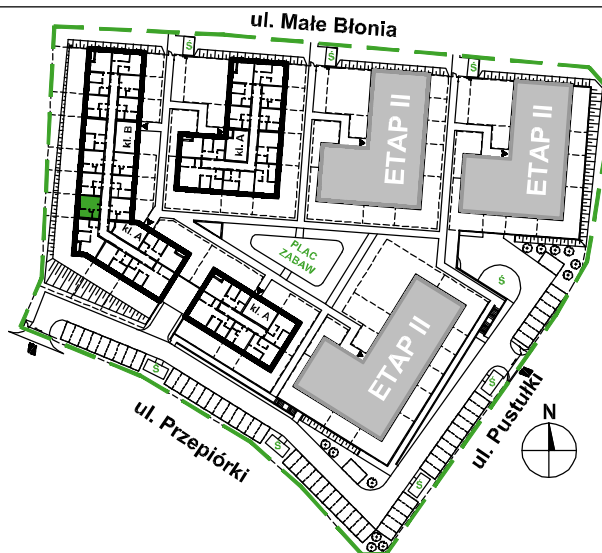 ul. Małe Błonia
Ś
Ś
Ś
kl. B
kl. A
ETAP II
ETAP II
kl. A
PLAC
ZABAW
Ś
kl. A
ETAP II
Ś
Ś
ul. Przepiórki
Ś
Ś
ul. Pustułki
N